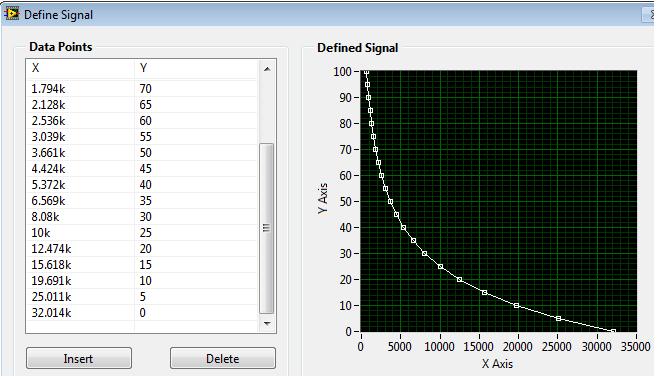 Define Signal
Data Points
X Y
1.794k 70
2.128k 65
2.536k 60
3.039k 55
3.661k 50
4.424k 45
5.372k 40
6.569k 35
8.08k 30
10k 25
12.474k 20
15.618k 15
19.691k 10
25.011k 5
32.014k 0
Insert Delete
Defined Signal
100
90
80
70
60
50
40
30
20
10
0
Y Axis
0 5000 10000 15000 20000 25000 30000 35000
X Axis